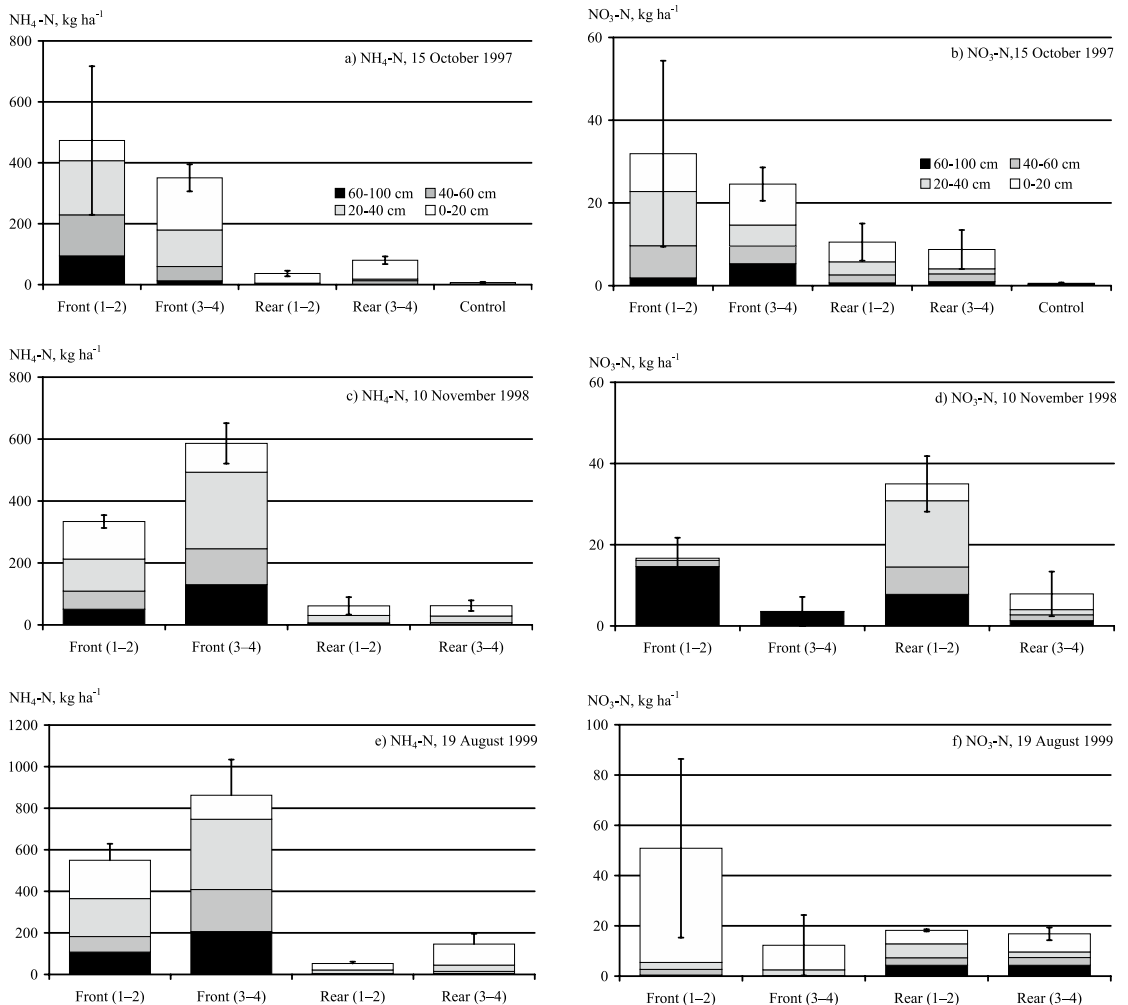 NH₄-N, kg ha⁻¹
800
600
400
200
0
a) NH₄-N, 15 October 1997
60-100 cm 40-60 cm
20-40 cm 0-20 cm
Front (1–2) Front (3–4) Rear (1–2) Rear (3–4) Control
NO₃-N, kg ha⁻¹
60
40
20
0
b) NO₃-N,15 October 1997
60-100 cm 40-60 cm
20-40 cm 0-20 cm
Front (1–2) Front (3–4) Rear (1–2) Rear (3–4) Control
NH₄-N, kg ha⁻¹
800
600
400
200
0
c) NH₄-N, 10 November 1998
Front (1–2) Front (3–4) Rear (1–2) Rear (3–4)
NO₃-N, kg ha⁻¹
60
40
20
0
d) NO₃-N, 10 November 1998
Front (1–2) Front (3–4) Rear (1–2) Rear (3–4)
NH₄-N, kg ha⁻¹
1200
1000
800
600
400
200
0
e) NH₄-N, 19 August 1999
Front (1–2) Front (3–4) Rear (1–2) Rear (3–4)
NO₃-N, kg ha⁻¹
100
80
60
40
20
0
f) NO₃-N, 19 August 1999
Front (1–2) Front (3–4) Rear (1–2) Rear (3–4)